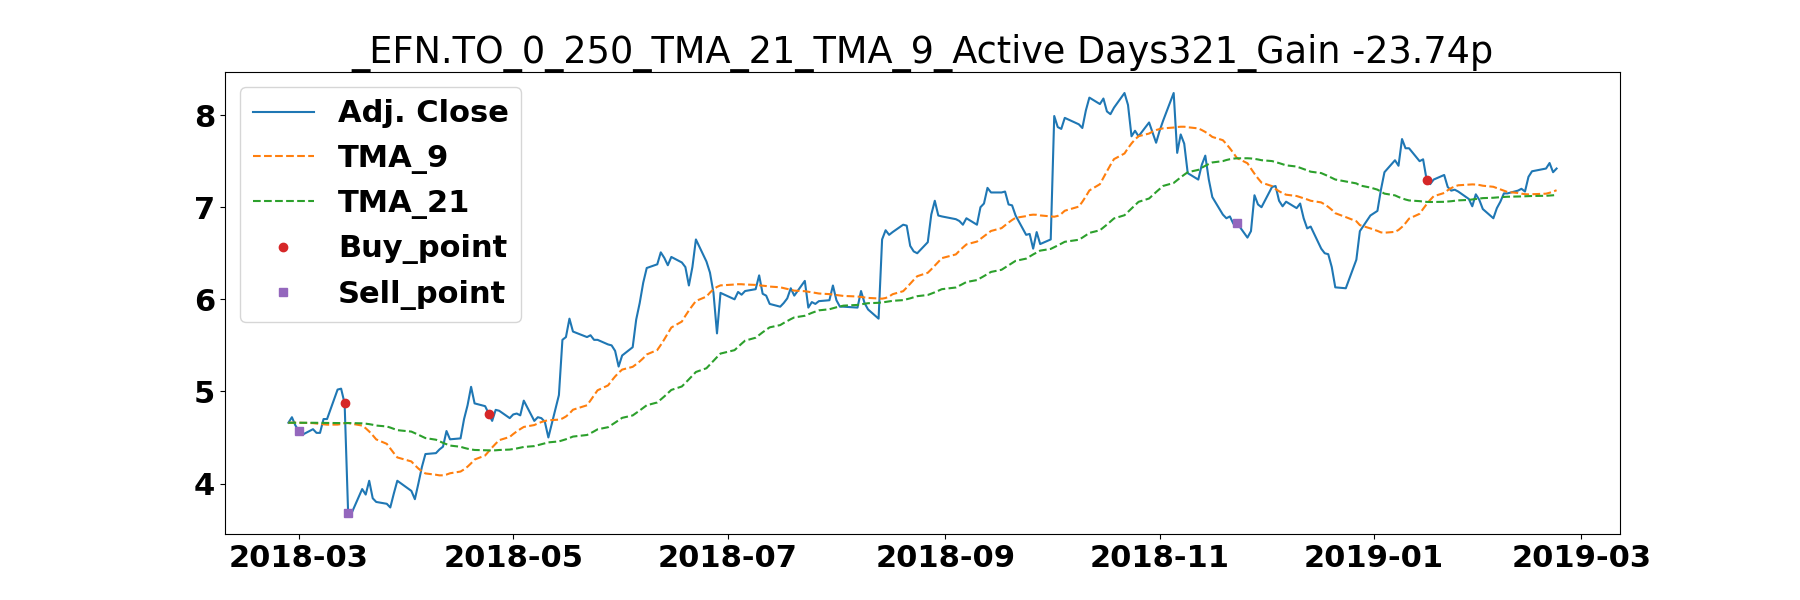 _EFN.TO_0_250_TMA_21_TMA_9_Active Days321_Gain -23.74p
Adj. Close
TMA_9
TMA_21
Buy_point
Sell_point
8
7
6
5
4
2018-03 2018-05 2018-07 2018-09 2018-11 2019-01 2019-03